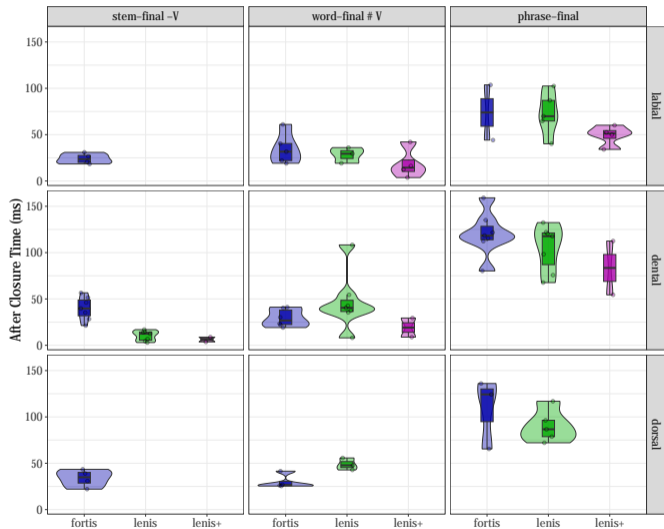 stem-final –V word-final # V phrase-final
After Closure Time (ms)
150
100
50
0
labial
150
100
50
0
dental
150
100
50
0
dorsal
fortis lenis lenis+ fortis lenis lenis+ fortis lenis lenis+